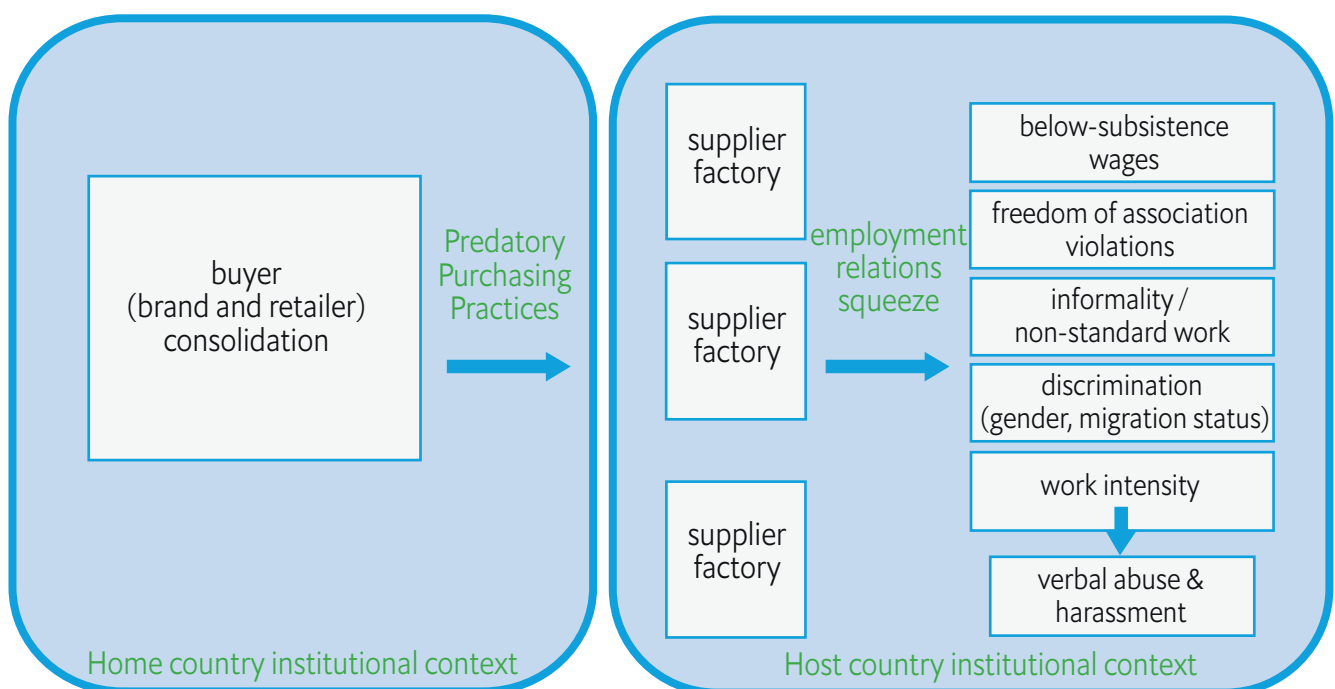 buyer
(brand and retailer)
consolidation
Predatory
Purchasing
Practices
Home country institutional context
supplier
factory
supplier
factory
supplier
factory
employment
relations
squeeze
below-subsistence
wages
freedom of association
violations
informality /
non-standard work
discrimination
(gender, migration status)
work intensity
verbal abuse &
harassment
Host country institutional context